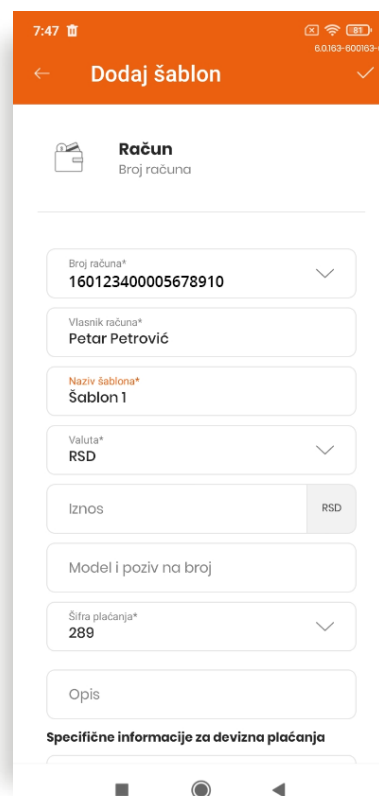 7:47
81
6.0.163-600163-
Dodaj šablon
Račun
Broj računa
Broj računa*
160123400005678910
Vlasnik računa*
Petar Petrović
Naziv šablona*
Šablon 1
Valuta*
RSD
Iznos
RSD
Model i poziv na broj
Šifra plaćanja*
289
Opis
Specifične informacije za devizna plaćanja